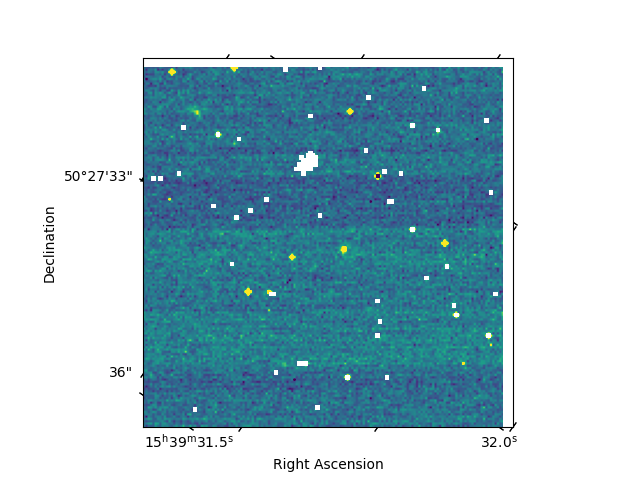 Declination
50°27'33"
36"
15ʰ39ᵐ31.5ˢ
32.0ˢ
Right Ascension